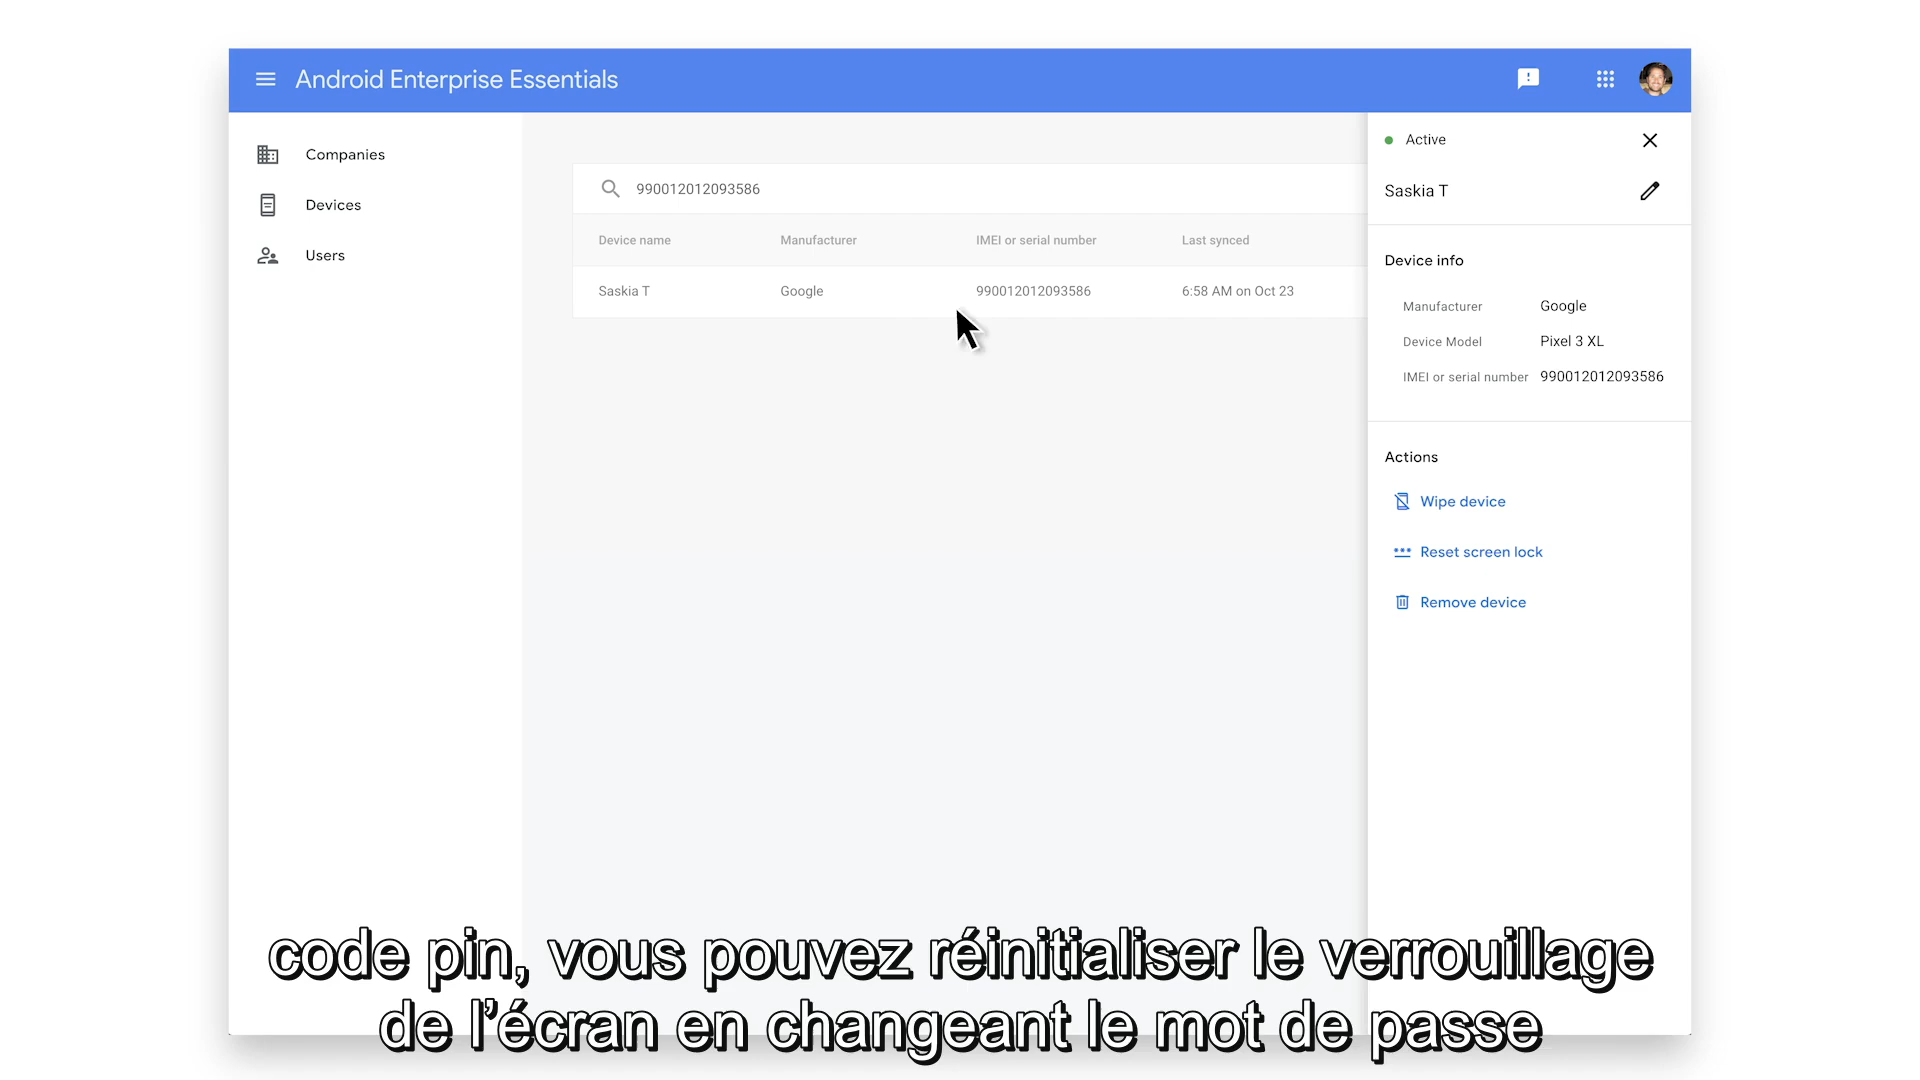 Android Enterprise Essentials
Companies
Devices
Users
990012012093586
Device name Manufacturer IMEI or serial number Last synced
Saskia T Google 990012012093586 6:58 AM on Oct 23
Active
Saskia T
Device info
Manufacturer Google
Device Model Pixel 3 XL
IMEI or serial number 990012012093586
Actions
Wipe device
Reset screen lock
Remove device
code pin, vous pouvez réinitialiser le verrouillage
de l’écran en changeant le mot de passe